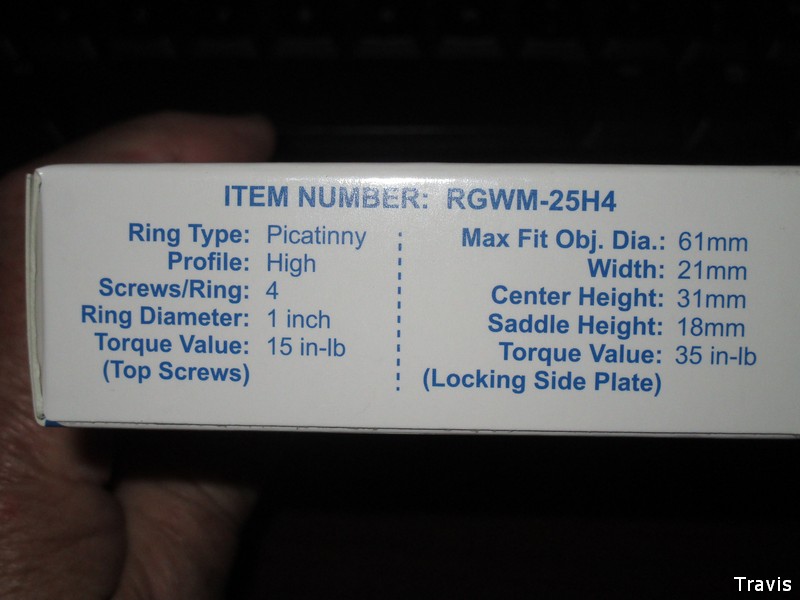 ITEM NUMBER: RGWM-25H4
Ring Type: Picatinny
Profile: High
Screws/Ring: 4
Ring Diameter: 1 inch
Torque Value: 15 in-lb
(Top Screws)
Max Fit Obj. Dia.: 61mm
Width: 21mm
Center Height: 31mm
Saddle Height: 18mm
Torque Value: 35 in-lb
(Locking Side Plate)
Travis